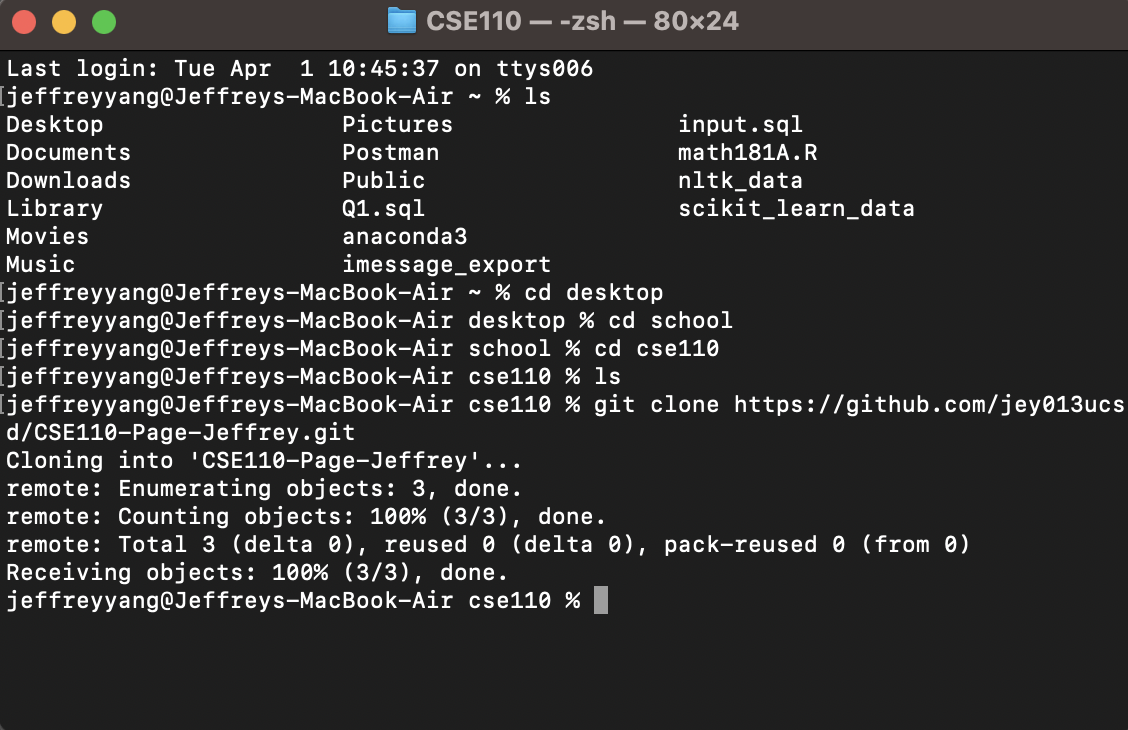 CSE110 — -zsh — 80×24
Last login: Tue Apr  1 10:45:37 on ttys006
[jeffreyyang@Jeffreys-MacBook-Air ~ % ls
Desktop                 Pictures                input.sql
Documents               Postman                 math181A.R
Downloads               Public                  nltk_data
Library                 Q1.sql                  scikit_learn_data
Movies                  anaconda3
Music                   imessage_export
[jeffreyyang@Jeffreys-MacBook-Air ~ % cd desktop
[jeffreyyang@Jeffreys-MacBook-Air desktop % cd school
[jeffreyyang@Jeffreys-MacBook-Air school % cd cse110
[jeffreyyang@Jeffreys-MacBook-Air cse110 % ls
[jeffreyyang@Jeffreys-MacBook-Air cse110 % git clone https://github.com/jey013ucs
d/CSE110-Page-Jeffrey.git
Cloning into 'CSE110-Page-Jeffrey'...
remote: Enumerating objects: 3, done.
remote: Counting objects: 100% (3/3), done.
remote: Total 3 (delta 0), reused 0 (delta 0), pack-reused 0 (from 0)
Receiving objects: 100% (3/3), done.
jeffreyyang@Jeffreys-MacBook-Air cse110 %